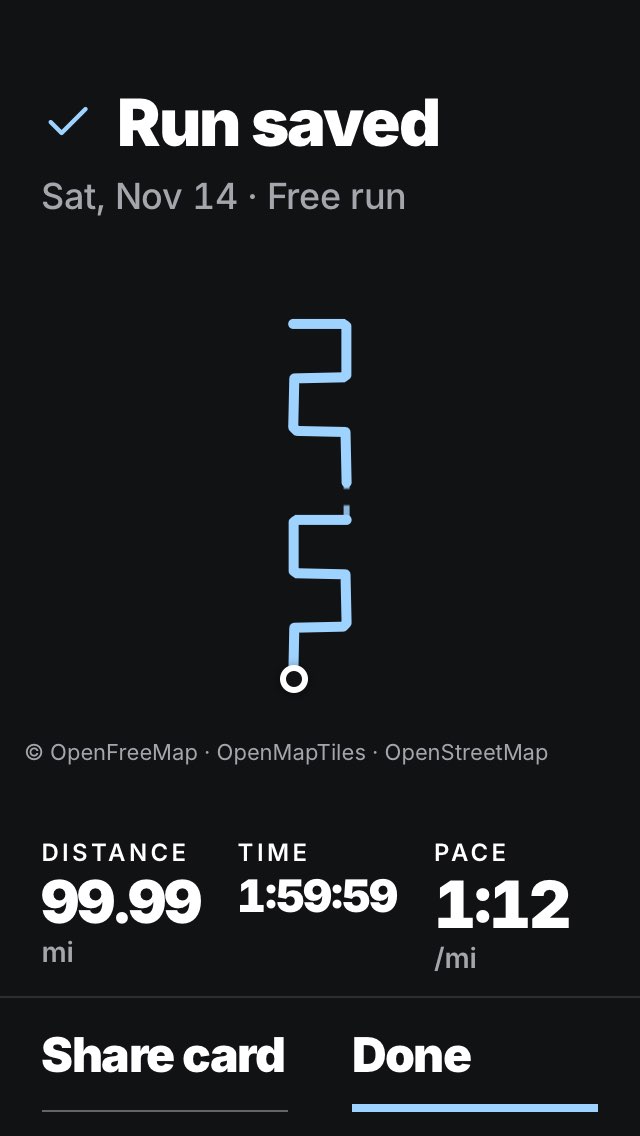 Run saved
Sat, Nov 14 · Free run
© OpenFreeMap · OpenMapTiles · OpenStreetMap
DISTANCE TIME PACE
99.99 1:59:59 1:12
mi /mi
Share card Done